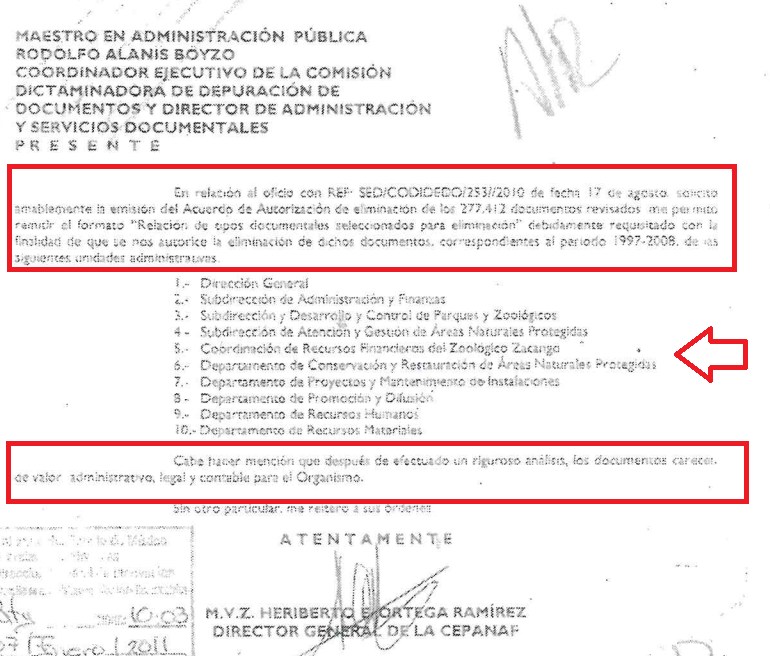 MAESTRO EN ADMINISTRACIÓN PÚBLICA
RODOLFO ALANIS BOYZO
COORDINADOR EJECUTIVO DE LA COMISIÓN
DICTAMINADORA DE DEPURACIÓN DE
DOCUMENTOS Y DIRECTOR DE ADMINISTRACIÓN
Y SERVICIOS DOCUMENTALES
P R E S E N T E
En relación al oficio con REF: SED/CODIDEDO/253//2010 de fecha 17 de agosto, solicito
amablemente la emisión del Acuerdo de Autorización de eliminación de los 277,412 documentos revisados, me permito
remitir el formato "Relación de tipos documentales seleccionados para eliminación" debidamente requisitado con la
finalidad de que se nos autorice la eliminación de dichos documentos, correspondientes al periodo 1997-2008, de las
siguientes unidades administrativas.
1.- Dirección General
2.- Subdirección de Administración y Finanzas
3.- Subdirección y Desarrollo y Control de Parques y Zoológicos
4.- Subdirección de Atención y Gestión de Áreas Naturales Protegidas
5.- Coordinación de Recursos Financieros del Zoológico Zacango
6.- Departamento de Conservación y Restauración de Áreas Naturales Protegidas
7.- Departamento de Proyectos y Mantenimiento de Instalaciones
8.- Departamento de Promoción y Difusión
9.- Departamento de Recursos Humanos
10.- Departamento de Recursos Materiales
Cabe hacer mención que después de efectuado un riguroso análisis, los documentos carecen
de valor administrativo, legal y contable para el Organismo.
Sin otro particular, me reitero a sus ordenes
A T E N T A M E N T E
10:03
M.V.Z. HERIBERTO E. ORTEGA RAMÍREZ
DIRECTOR GENERAL DE LA CEPANAF
Enero/2011